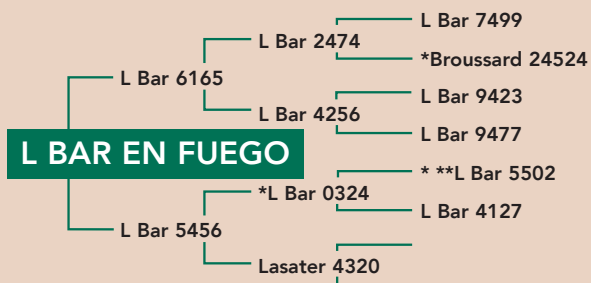 L Bar 7499
L Bar 2474
*Broussard 24524
L Bar 6165
L Bar 9423
L Bar 4256
L Bar 9477
L BAR EN FUEGO
* **L Bar 5502
*L Bar 0324
L Bar 4127
L Bar 5456
Lasater 4320